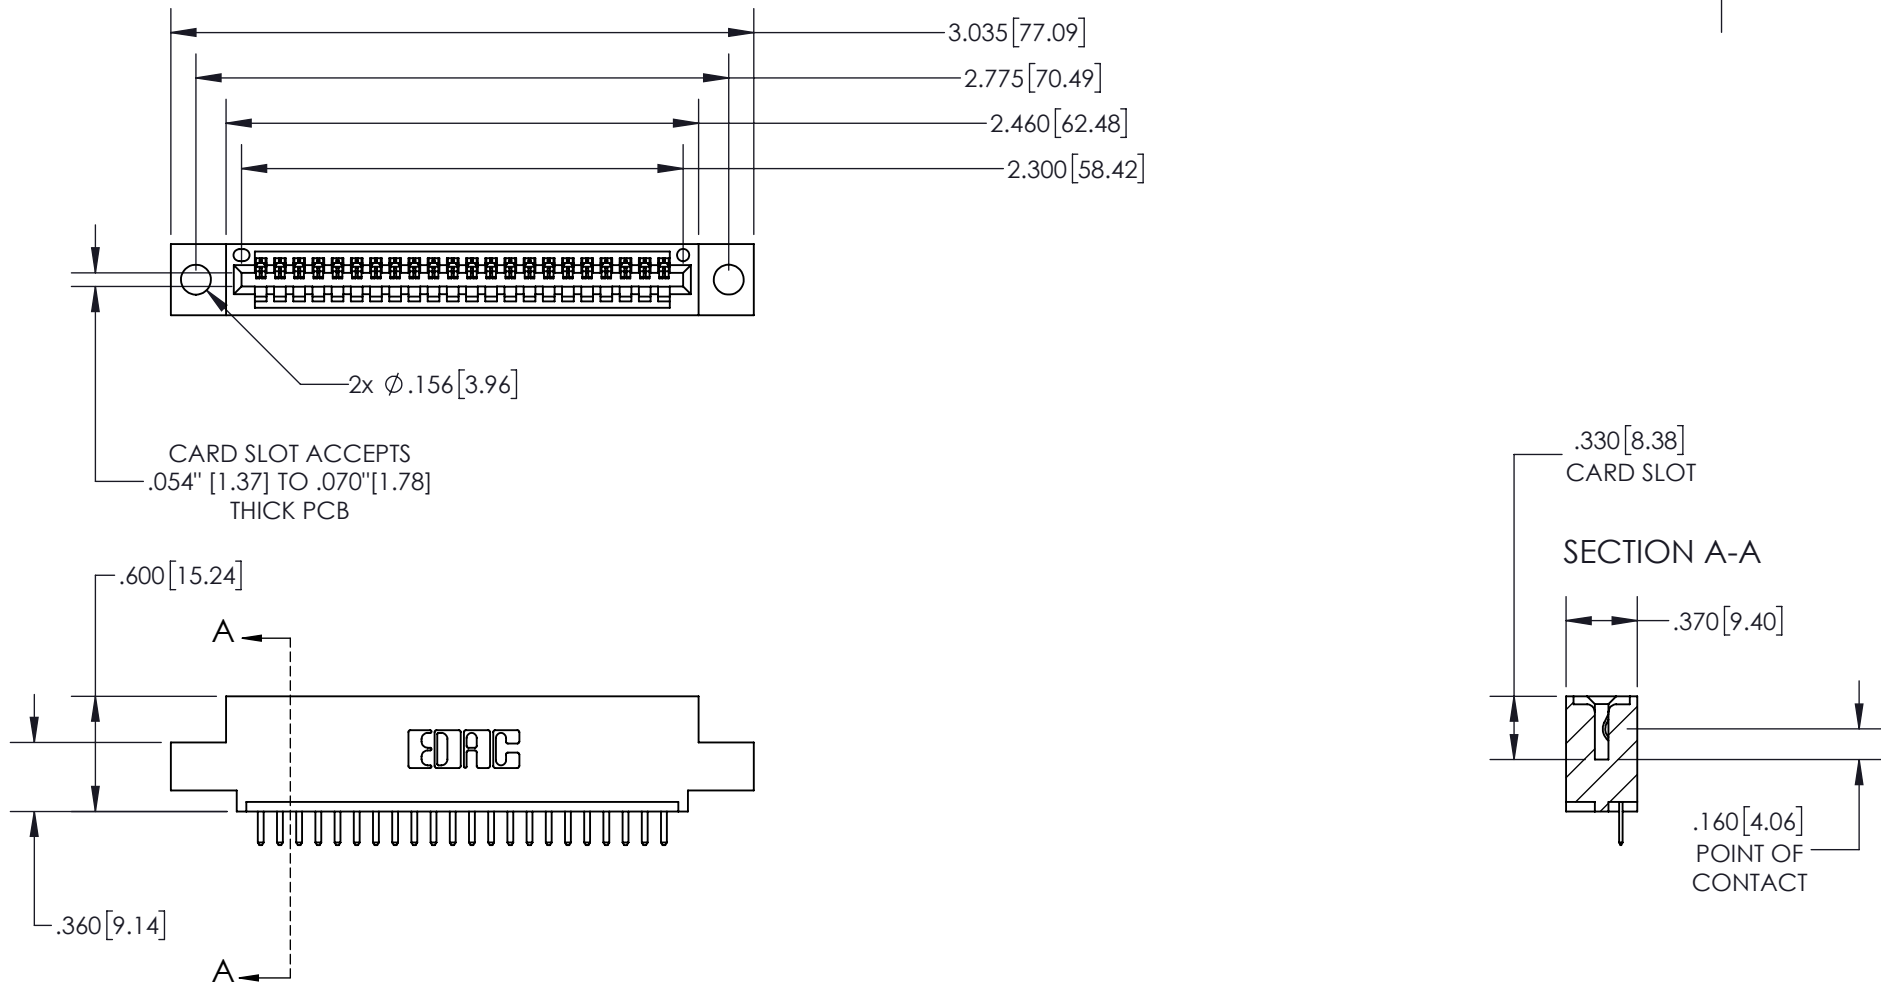 3.035[77.09]
2.775[70.49]
2.460[62.48]
2.300[58.42]
2x Ø.156[3.96]
CARD SLOT ACCEPTS
.054" [1.37] TO .070"[1.78]
THICK PCB
.330[8.38]
CARD SLOT
SECTION A-A
.600[15.24]
.370[9.40]
A
EDAC
.160[4.06]
POINT OF
CONTACT
.360[9.14]
A